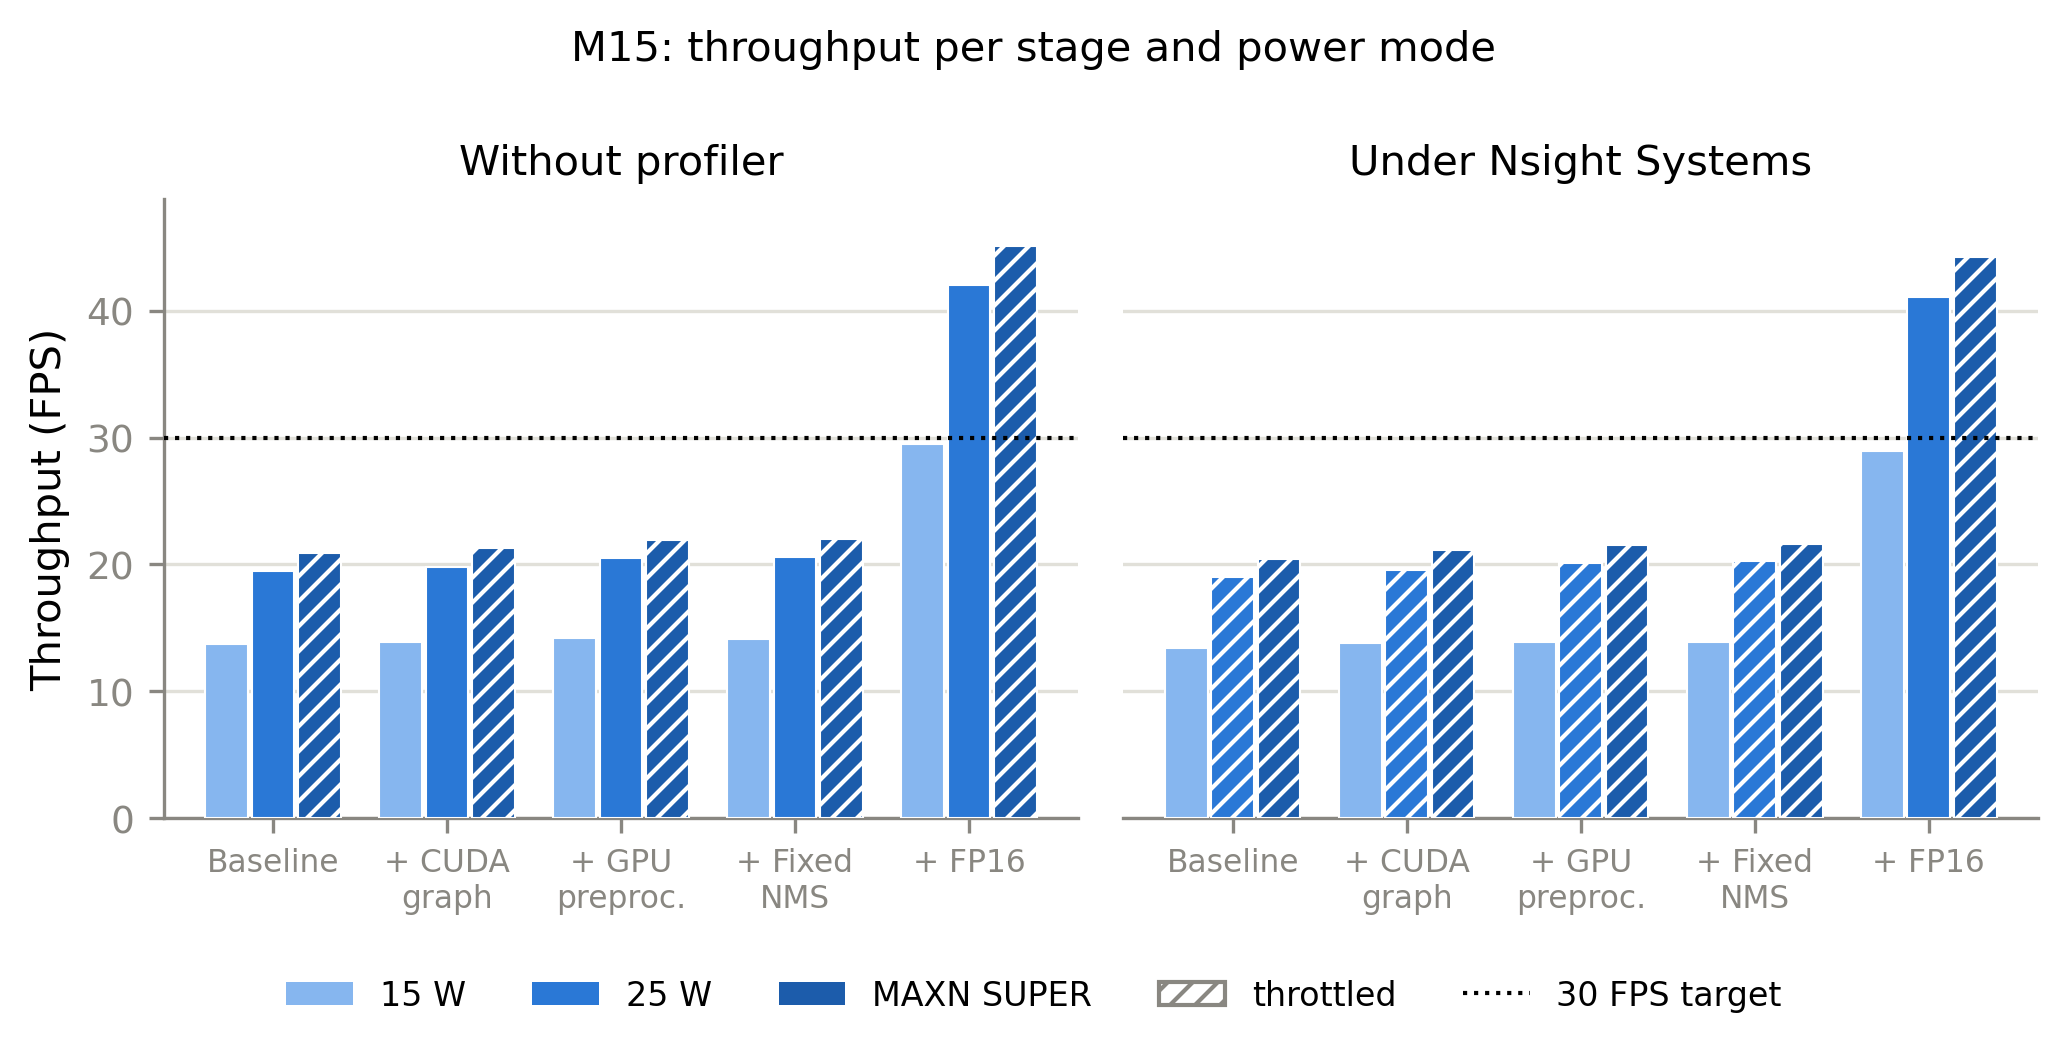 M15: throughput per stage and power mode
Without profiler
Under Nsight Systems
Throughput (FPS)
40
30
20
10
0
Baseline
+ CUDA
graph
+ GPU
preproc.
+ Fixed
NMS
+ FP16
Baseline
+ CUDA
graph
+ GPU
preproc.
+ Fixed
NMS
+ FP16
15 W
25 W
MAXN SUPER
throttled
30 FPS target